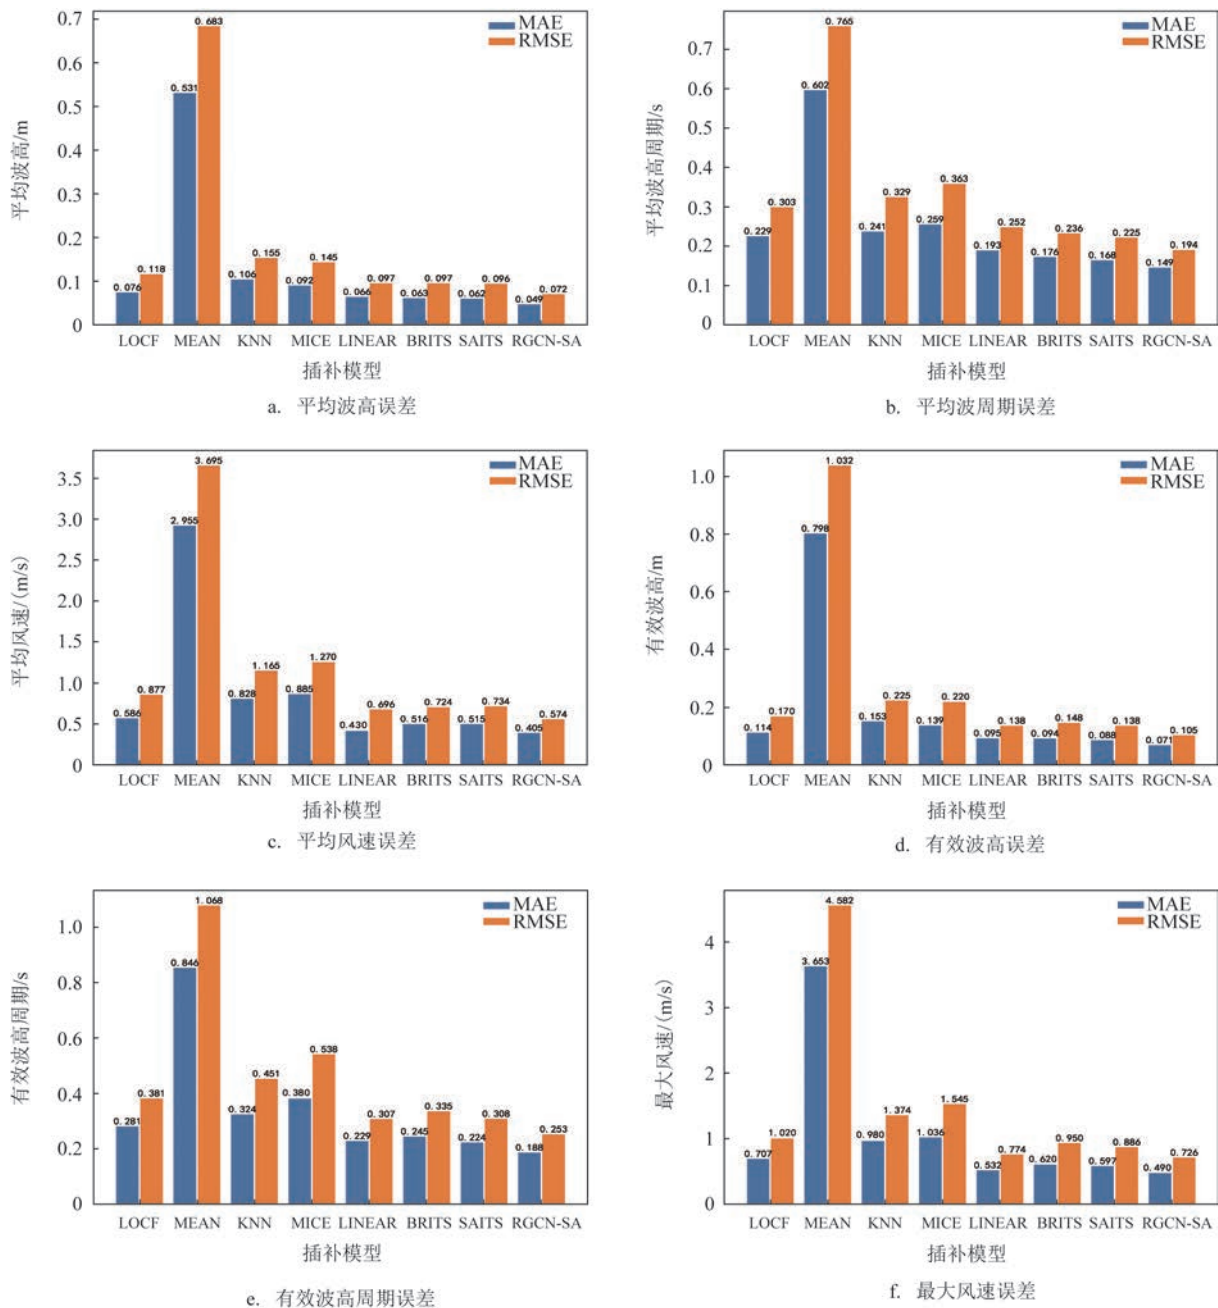 MAE
RMSE
平均波高/m
0.7
0.6
0.5
0.4
0.3
0.2
0.1
0
0.076 0.118 0.531 0.683 0.106 0.155 0.092 0.145 0.066 0.097 0.063 0.097 0.062 0.096 0.049 0.072
LOCF MEAN KNN MICE LINEAR BRITS SAITS RGCN-SA
插补模型
a. 平均波高误差
MAE
RMSE
平均波高周期/s
0.7
0.6
0.5
0.4
0.3
0.2
0.1
0
0.229 0.303 0.602 0.765 0.241 0.329 0.259 0.363 0.193 0.252 0.176 0.236 0.168 0.225 0.149 0.194
LOCF MEAN KNN MICE LINEAR BRITS SAITS RGCN-SA
插补模型
b. 平均波周期误差
MAE
RMSE
平均风速/(m/s)
3.5
3.0
2.5
2.0
1.5
1.0
0.5
0
0.586 0.877 2.955 3.695 0.828 1.165 0.885 1.270 0.430 0.696 0.516 0.724 0.515 0.734 0.405 0.574
LOCF MEAN KNN MICE LINEAR BRITS SAITS RGCN-SA
插补模型
c. 平均风速误差
MAE
RMSE
有效波高/m
1.0
0.8
0.6
0.4
0.2
0
0.114 0.170 0.798 1.032 0.153 0.225 0.139 0.220 0.095 0.138 0.094 0.148 0.088 0.138 0.071 0.105
LOCF MEAN KNN MICE LINEAR BRITS SAITS RGCN-SA
插补模型
d. 有效波高误差
MAE
RMSE
有效波高周期/s
1.0
0.8
0.6
0.4
0.2
0
0.281 0.381 0.846 1.068 0.324 0.451 0.380 0.538 0.229 0.307 0.245 0.335 0.224 0.308 0.188 0.253
LOCF MEAN KNN MICE LINEAR BRITS SAITS RGCN-SA
插补模型
e. 有效波高周期误差
MAE
RMSE
最大风速/(m/s)
4
3
2
1
0
0.707 1.020 3.653 4.582 0.980 1.374 1.036 1.545 0.532 0.774 0.620 0.950 0.597 0.886 0.490 0.726
LOCF MEAN KNN MICE LINEAR BRITS SAITS RGCN-SA
插补模型
f. 最大风速误差